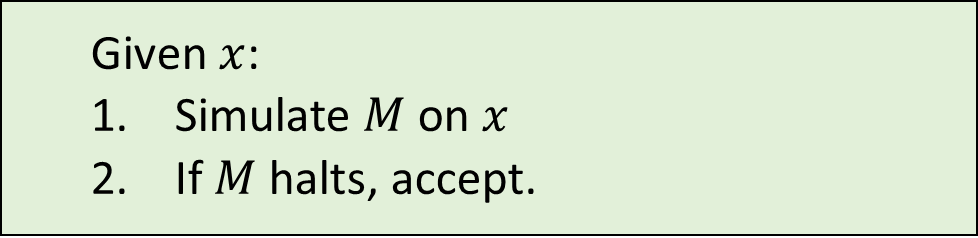 Given 𝑥:
1. Simulate 𝑀 on 𝑥
2. If 𝑀 halts, accept.